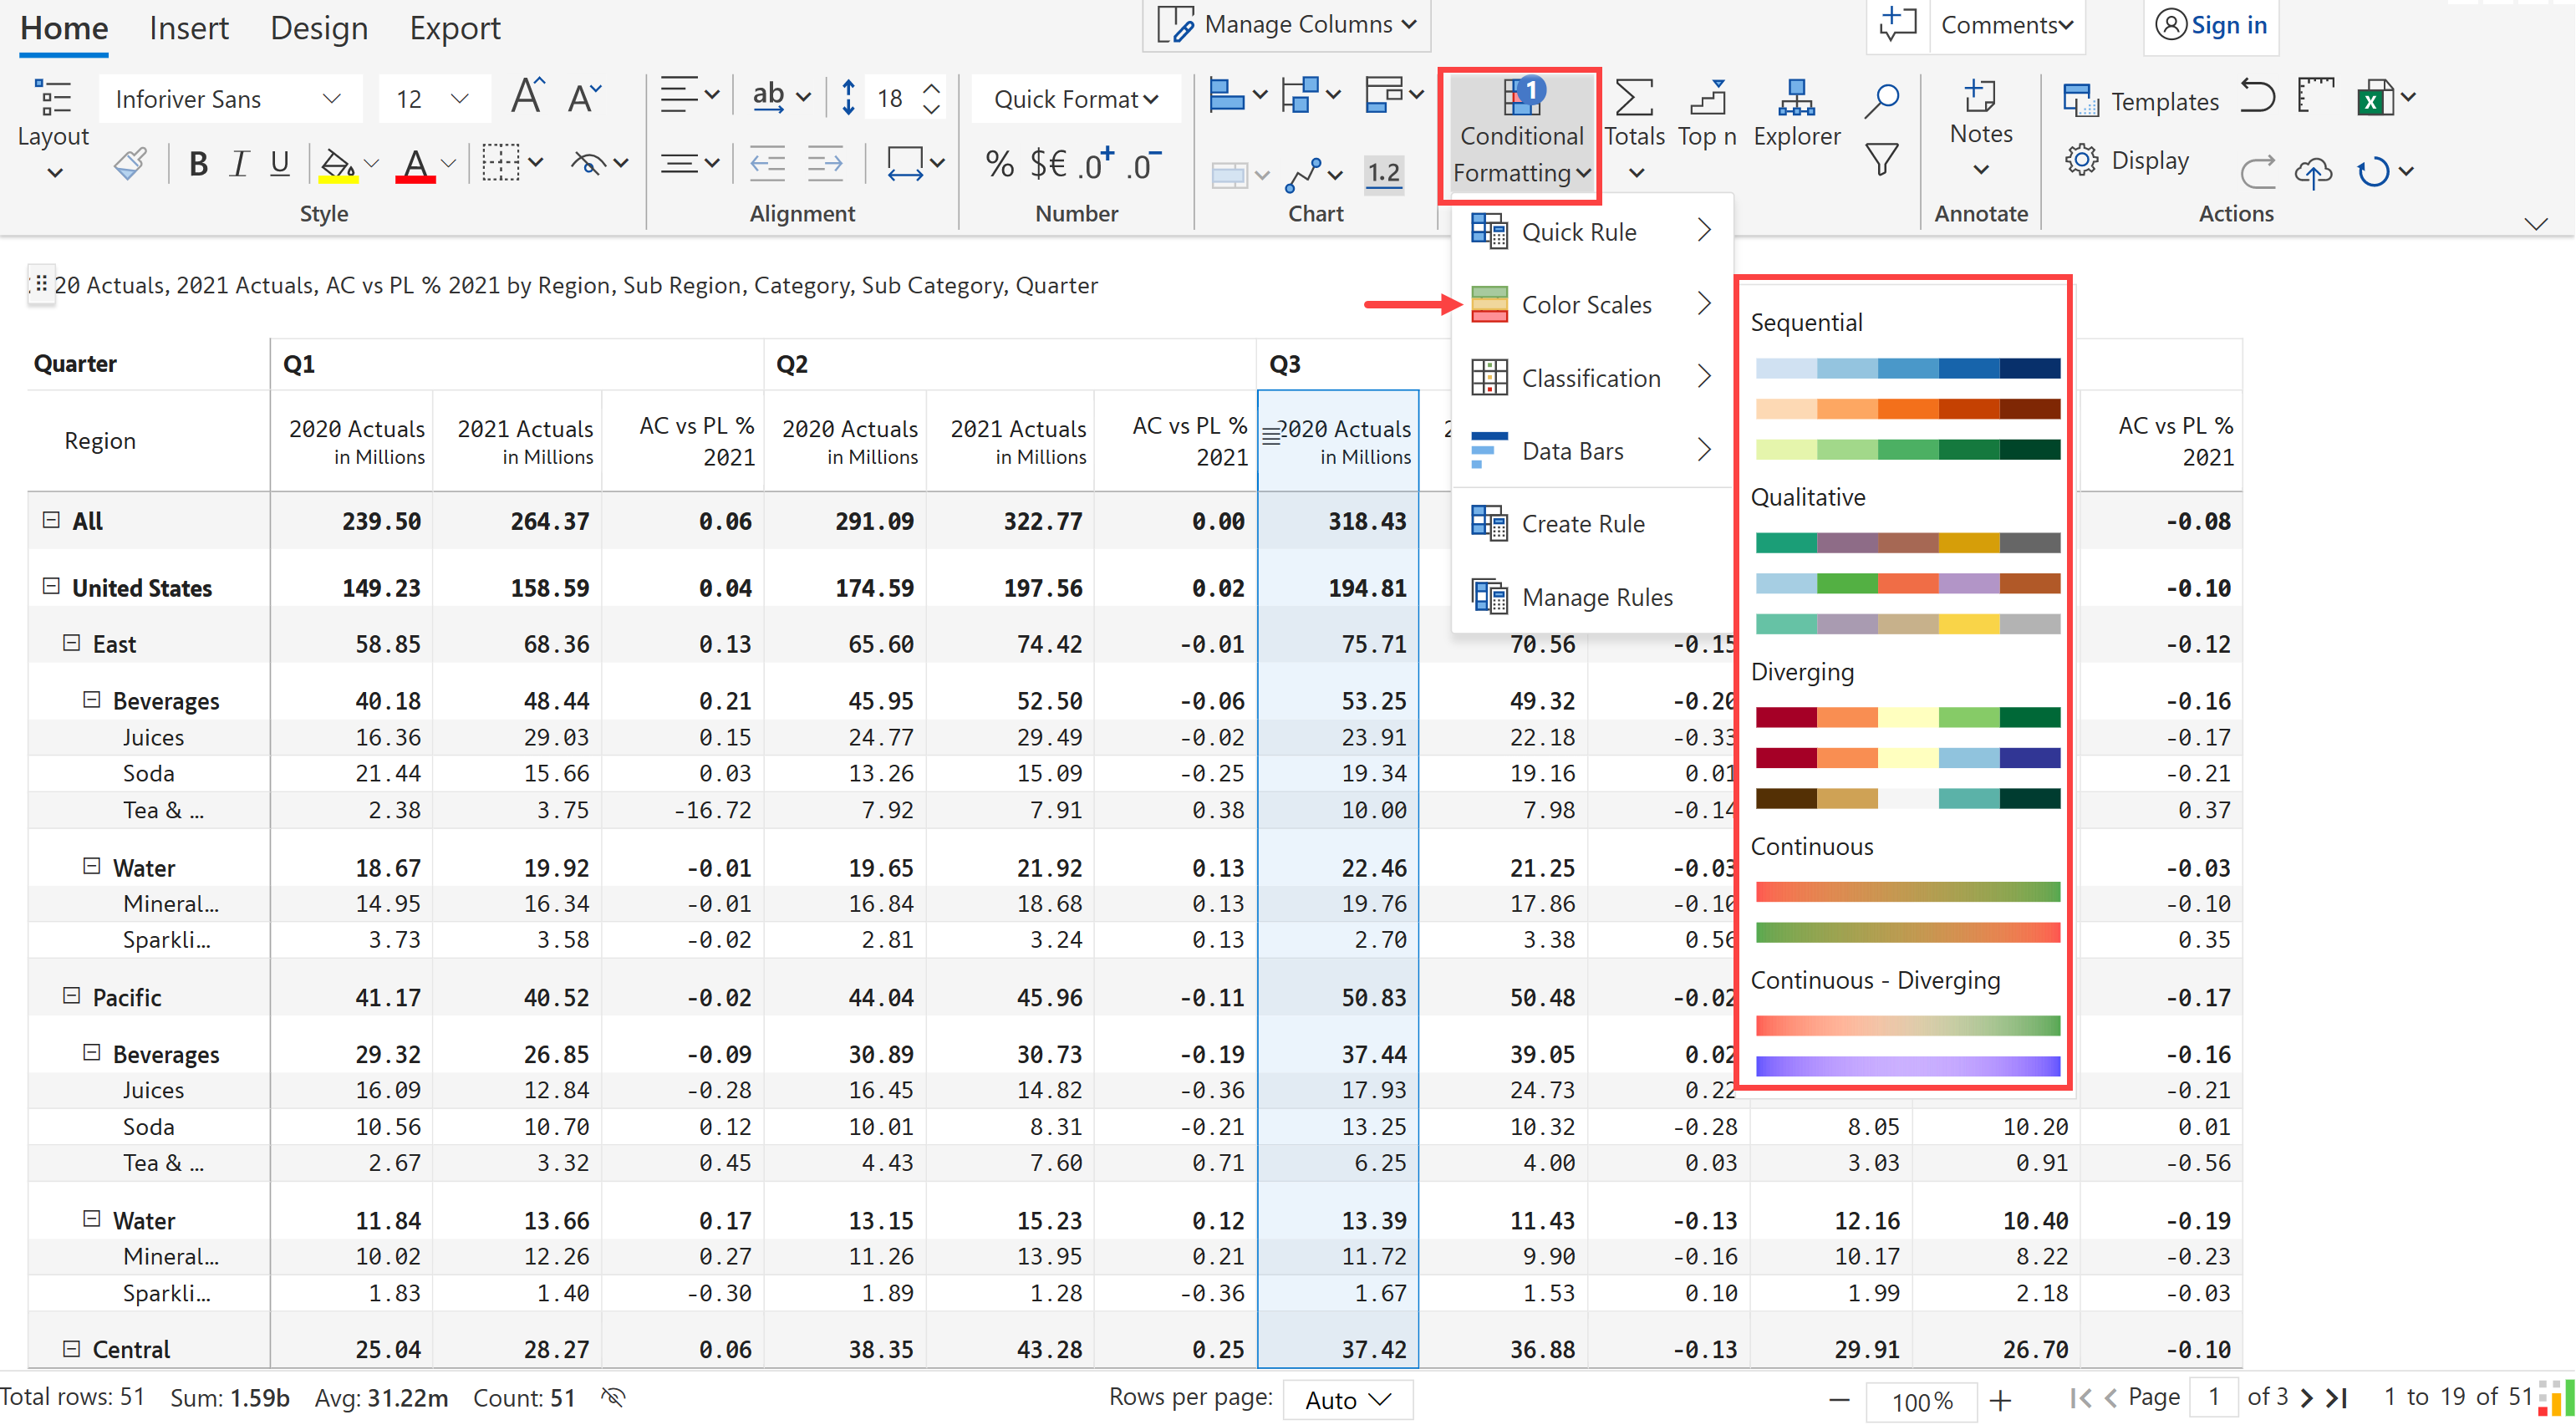 Home Insert Design Export
Manage Columns
Comments
Sign in
Layout
Inforiver Sans
12
B I U
A
Style
ab
18
Alignment
Quick Format
% $€ .0+ .0-
Number
1.2
Chart
1
Conditional
Formatting
Totals
Top n
Explorer
Notes
Annotate
Templates
Display
Actions
Quick Rule
Color Scales
Classification
Data Bars
Create Rule
Manage Rules
Sequential
Qualitative
Diverging
Continuous
Continuous - Diverging
20 Actuals, 2021 Actuals, AC vs PL % 2021 by Region, Sub Region, Category, Sub Category, Quarter
Quarter Q1 Q2 Q3
Region 2020 Actuals in Millions 2021 Actuals in Millions AC vs PL % 2021 2020 Actuals in Millions 2021 Actuals in Millions AC vs PL % 2021 2020 Actuals in Millions AC vs PL % 2021
All 239.50 264.37 0.06 291.09 322.77 0.00 318.43 -0.08
United States 149.23 158.59 0.04 174.59 197.56 0.02 194.81 -0.10
East 58.85 68.36 0.13 65.60 74.42 -0.01 75.71 70.56 -0.15 -0.12
Beverages 40.18 48.44 0.21 45.95 52.50 -0.06 53.25 49.32 -0.20 -0.16
Juices 16.36 29.03 0.15 24.77 29.49 -0.02 23.91 22.18 -0.33 -0.17
Soda 21.44 15.66 0.03 13.26 15.09 -0.25 19.34 19.16 0.01 -0.21
Tea & ... 2.38 3.75 -16.72 7.92 7.91 0.38 10.00 7.98 -0.14 0.37
Water 18.67 19.92 -0.01 19.65 21.92 0.13 22.46 21.25 -0.03 -0.03
Mineral... 14.95 16.34 -0.01 16.84 18.68 0.13 19.76 17.86 -0.10 -0.10
Sparkli... 3.73 3.58 -0.02 2.81 3.24 0.13 2.70 3.38 0.56 0.35
Pacific 41.17 40.52 -0.02 44.04 45.96 -0.11 50.83 50.48 -0.02 -0.17
Beverages 29.32 26.85 -0.09 30.89 30.73 -0.19 37.44 39.05 0.02 -0.16
Juices 16.09 12.84 -0.28 16.45 14.82 -0.36 17.93 24.73 0.22 -0.21
Soda 10.56 10.70 0.12 10.01 8.31 -0.21 13.25 10.32 -0.28 8.05 10.20 0.01
Tea & ... 2.67 3.32 0.45 4.43 7.60 0.71 6.25 4.00 0.03 3.03 0.91 -0.56
Water 11.84 13.66 0.17 13.15 15.23 0.12 13.39 11.43 -0.13 12.16 10.40 -0.19
Mineral... 10.02 12.26 0.27 11.26 13.95 0.21 11.72 9.90 -0.16 10.17 8.22 -0.23
Sparkli... 1.83 1.40 -0.30 1.89 1.28 -0.36 1.67 1.53 0.10 1.99 2.18 -0.03
Central 25.04 28.27 0.06 38.35 43.28 0.25 37.42 36.88 -0.13 29.91 26.70 -0.10
Total rows: 51 Sum: 1.59b Avg: 31.22m Count: 51 Rows per page: Auto 100% Page 1 of 3 1 to 19 of 51